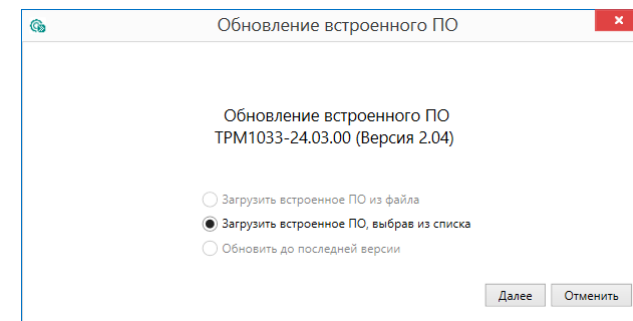 Обновление встроенного ПО
Обновление встроенного ПО
ТРМ1033-24.03.00 (Версия 2.04)
Загрузить встроенное ПО из файла
Загрузить встроенное ПО, выбрав из списка
Обновить до последней версии
Далее Отменить